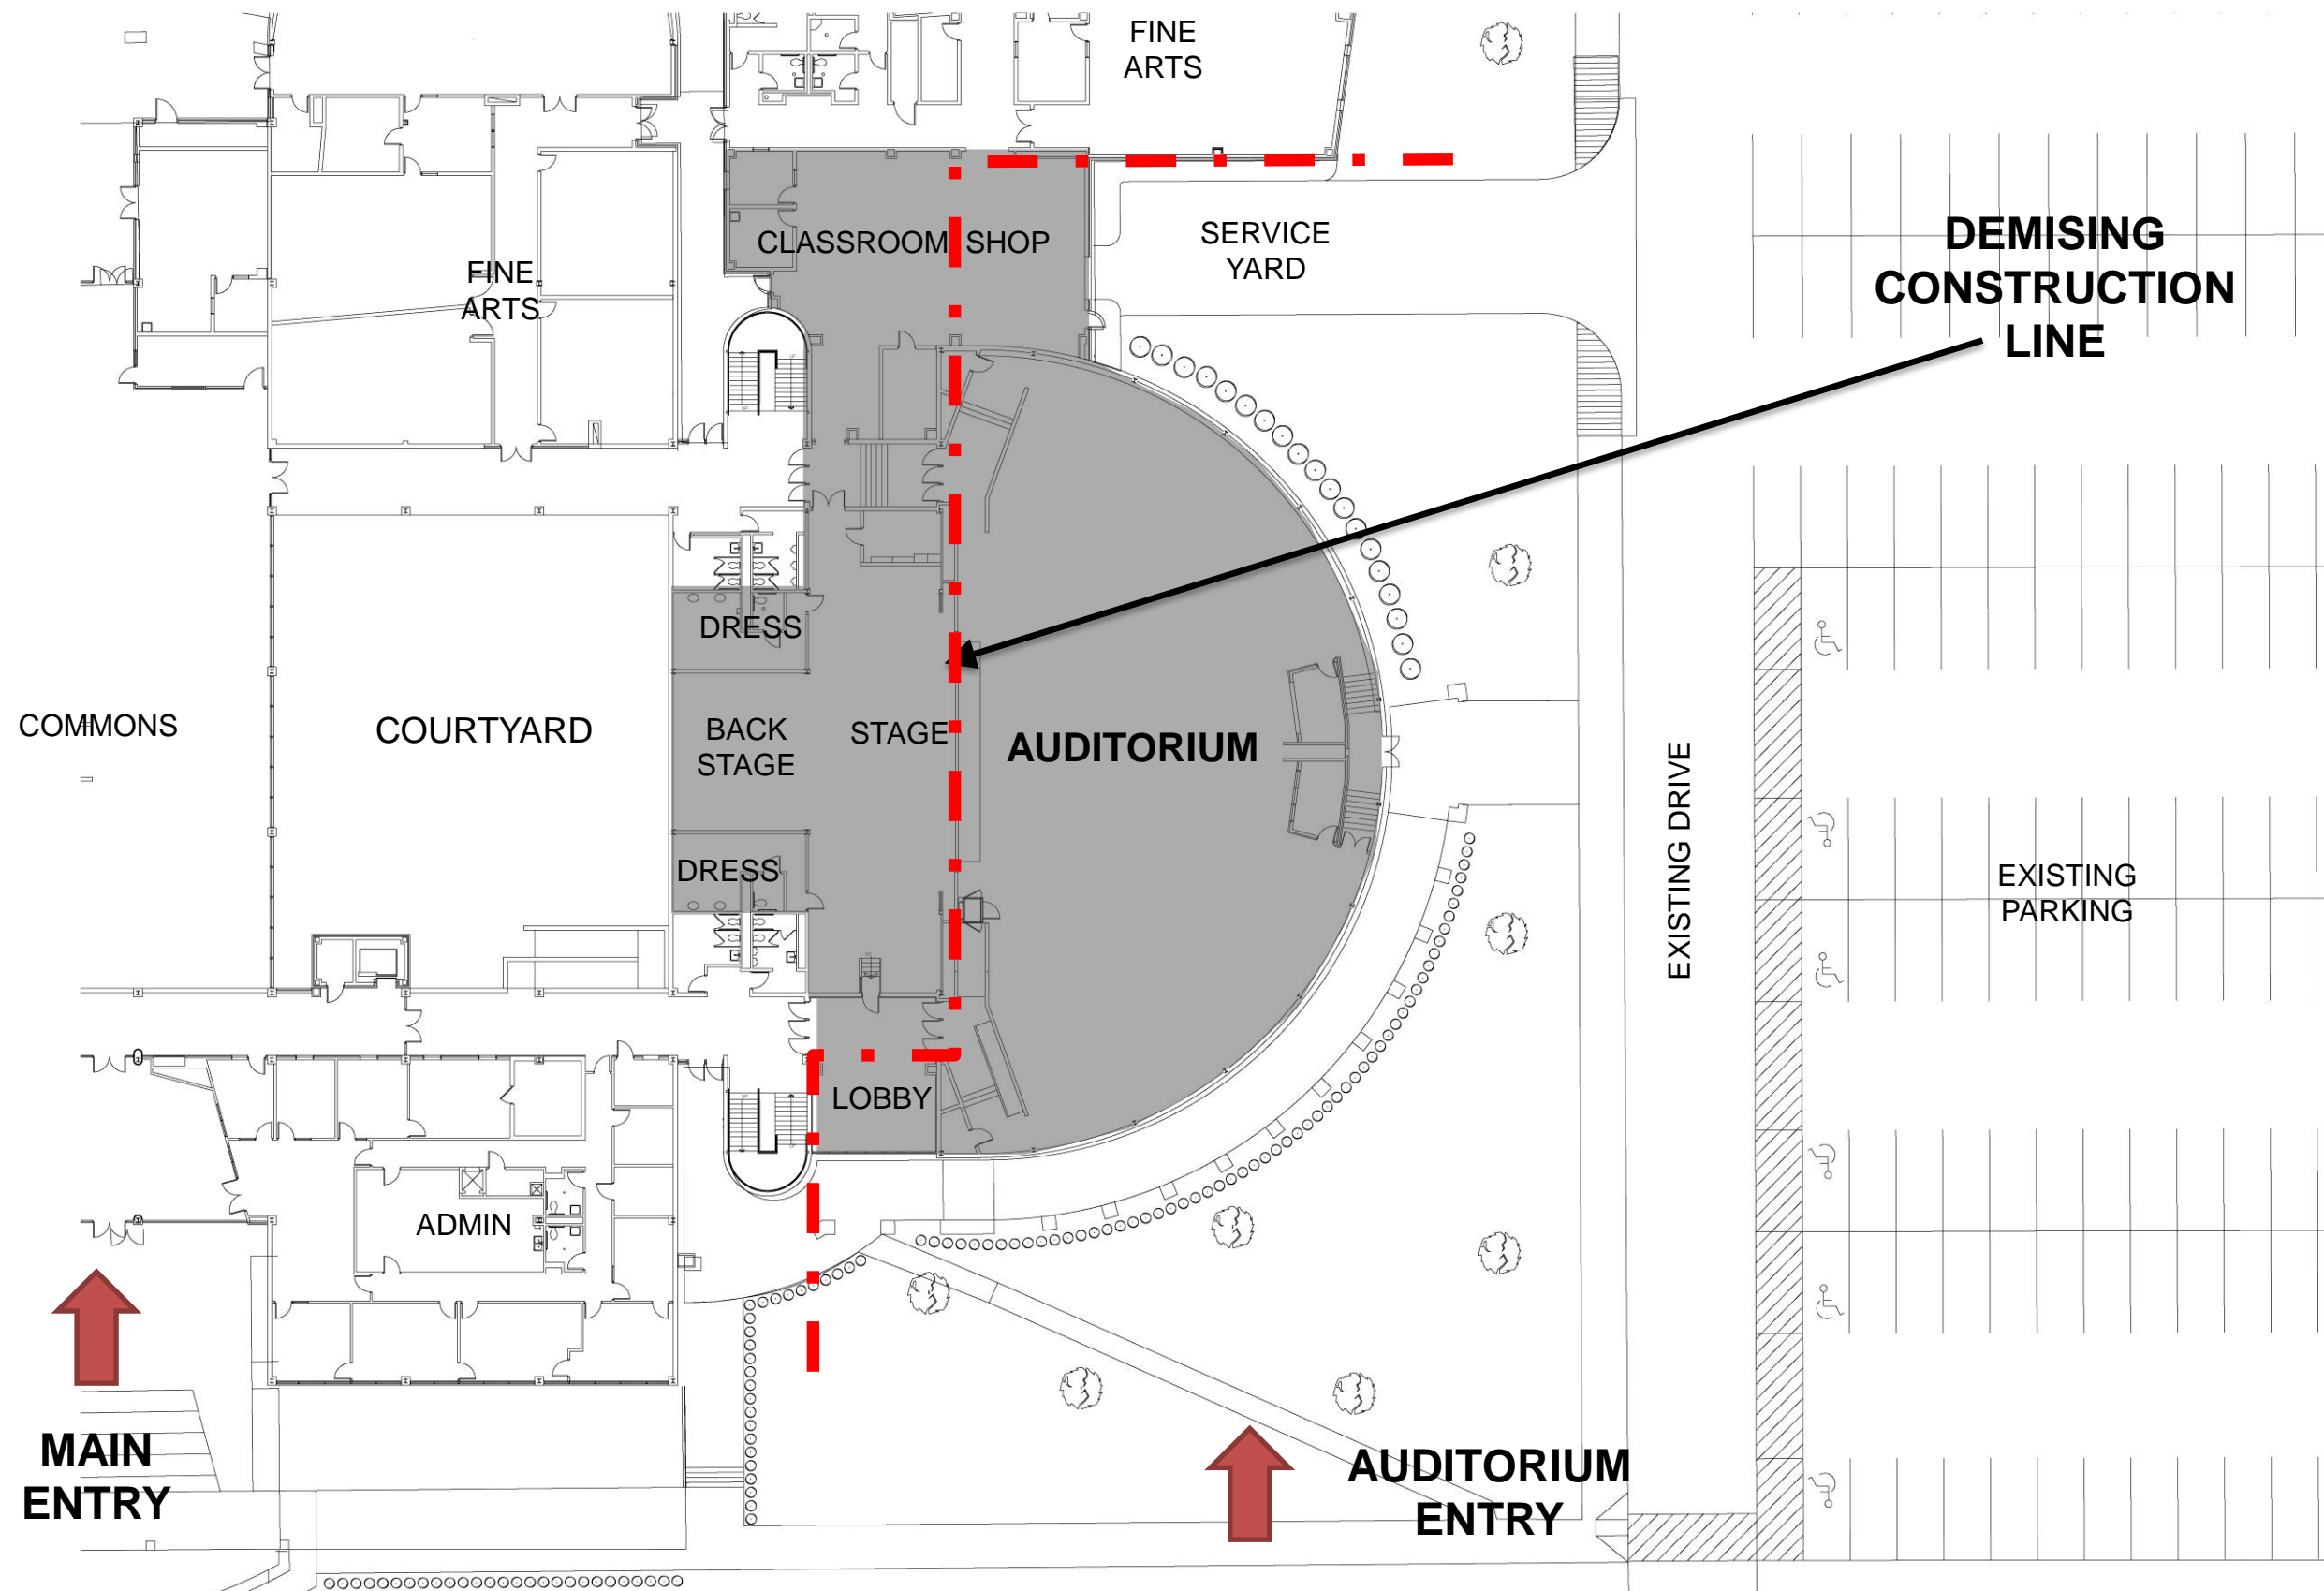 FINE
ARTS
DEMISING
CONSTRUCTION
LINE
CLASSROOM SHOP
SERVICE
YARD
FINE
ARTS
DRESS
COMMONS
COURTYARD
BACK
STAGE
STAGE
AUDITORIUM
EXISTING DRIVE
DRESS
EXISTING
PARKING
LOBBY
ADMIN
MAIN
ENTRY
AUDITORIUM
ENTRY